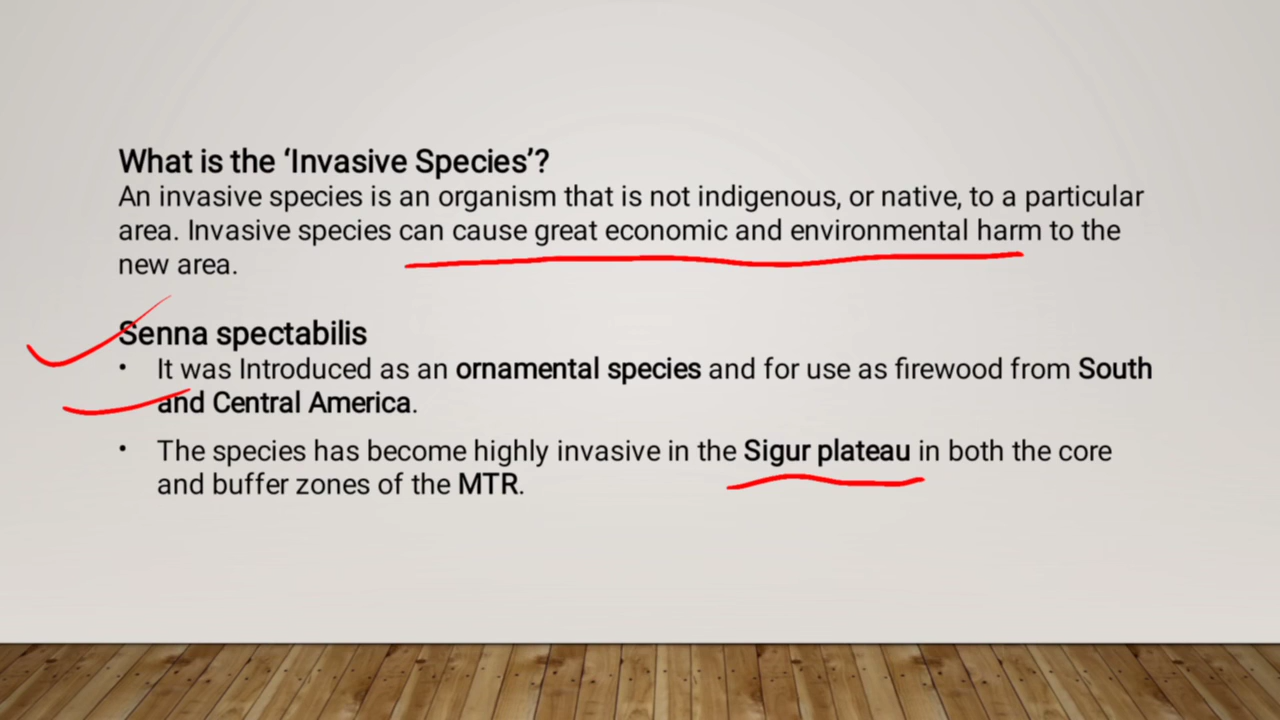 What is the ‘Invasive Species’?
An invasive species is an organism that is not indigenous, or native, to a particular
area. Invasive species can cause great economic and environmental harm to the
new area.
Senna spectabilis
• It was Introduced as an ornamental species and for use as firewood from South
and Central America.
• The species has become highly invasive in the Sigur plateau in both the core
and buffer zones of the MTR.